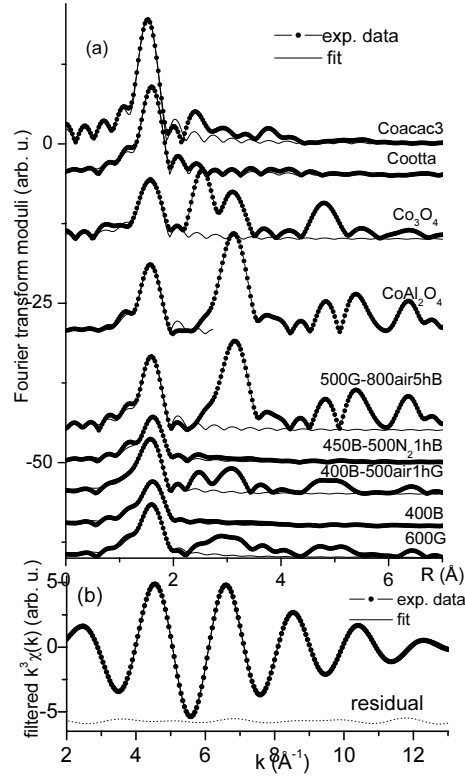 (a)
exp. data
fit
Coacac3
Cootta
Co₃O₄
CoAl₂O₄
500G-800air5hB
450B-500N₂1hB
400B-500air1hG
400B
600G
Fourier transform moduli (arb. u.)
0
-25
-50
0 2 4 6
R (Å)
(b)
exp. data
fit
residual
filtered k³χ(k) (arb. u.)
5
0
-5
2 4 6 8 10 12
k (Å⁻¹)